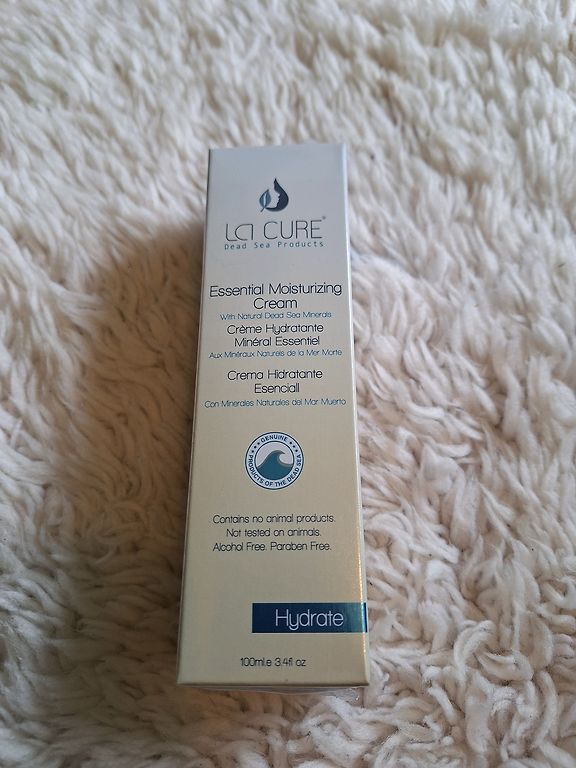 LA CURE®
Dead Sea Products
Essential Moisturizing
Cream
With Natural Dead Sea Minerals
Crème Hydratante
Minéral Essentiel
Aux Minéraux Naturels de la Mer Morte
Crema Hidratante
Esenciall
Con Minerales Naturales del Mar Muerto
GENUINE
PRODUCTS OF THE DEAD SEA
Contains no animal products.
Not tested on animals.
Alcohol Free. Paraben Free.
Hydrate
100ml.e 3.4fl oz